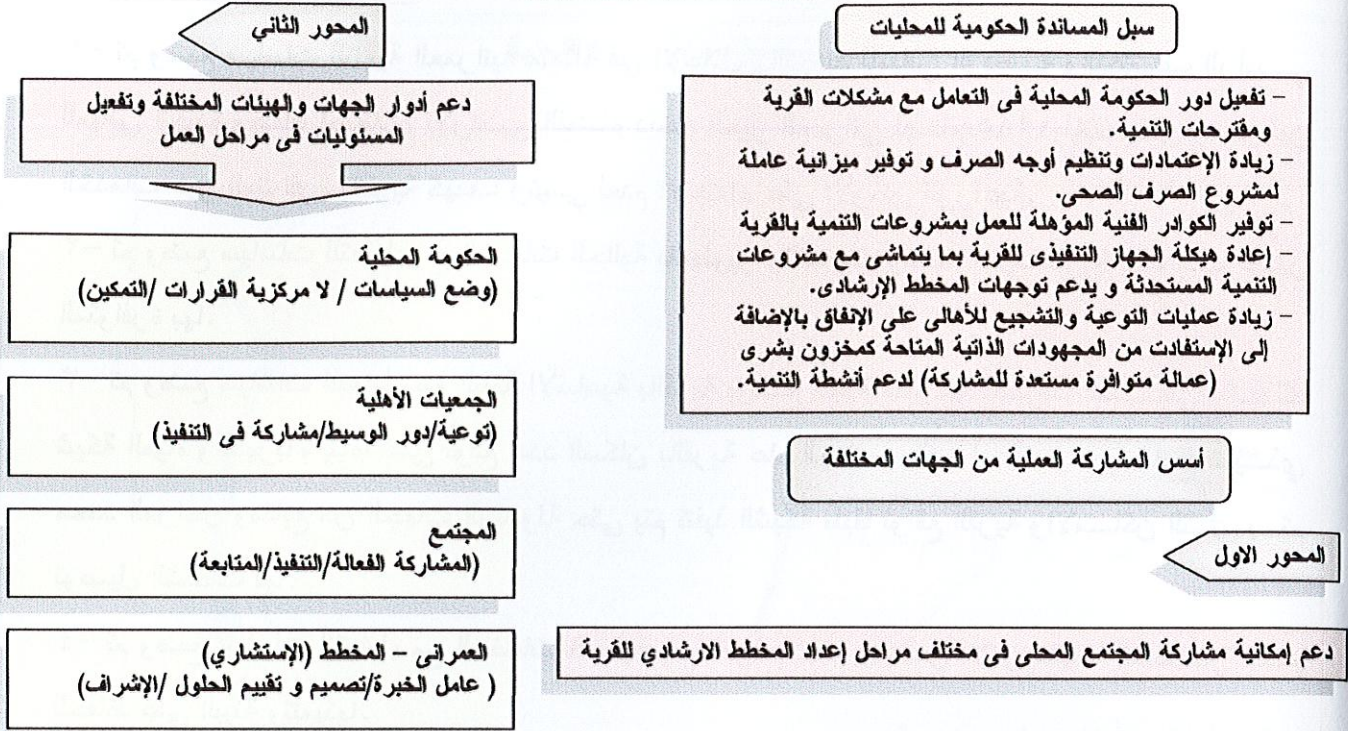 سبل المساندة الحكومية للمحليات
– تفعيل دور الحكومة المحلية فى التعامل مع مشكلات القرية
ومقترحات التنمية.
– زيادة الإعتمادات وتنظيم أوجه الصرف و توفير ميزانية عاملة
لمشروع الصرف الصحى.
– توفير الكوادر الفنية المؤهلة للعمل بمشروعات التنمية بالقرية
– إعادة هيكلة الجهاز التنفيذى للقرية بما يتماشى مع مشروعات
التنمية المستحدثة و يدعم توجهات المخطط الإرشادى.
– زيادة عمليات التوعية والتشجيع للأهالى على الإنفاق بالإضافة
إلى الإستفادت من المجهودات الذاتية المتاحة كمخزون بشرى
(عمالة متوافرة مستعدة للمشاركة) لدعم أنشطة التنمية.
أسس المشاركة العملية من الجهات المختلفة
المحور الاول
دعم إمكانية مشاركة المجتمع المحلى فى مختلف مراحل إعداد المخطط الارشادي للقرية
المحور الثاني
دعم أدوار الجهات والهيئات المختلفة وتفعيل
المسئوليات فى مراحل العمل
الحكومة المحلية
(وضع السياسات / لا مركزية القرارات /التمكين)
الجمعيات الأهلية
(توعية/دور الوسيط/مشاركة فى التنفيذ)
المجتمع
(المشاركة الفعالة/التنفيذ/المتابعة)
العمرانى – المخطط (الإستشاري)
( عامل الخبرة/تصميم و تقييم الحلول /الإشراف)